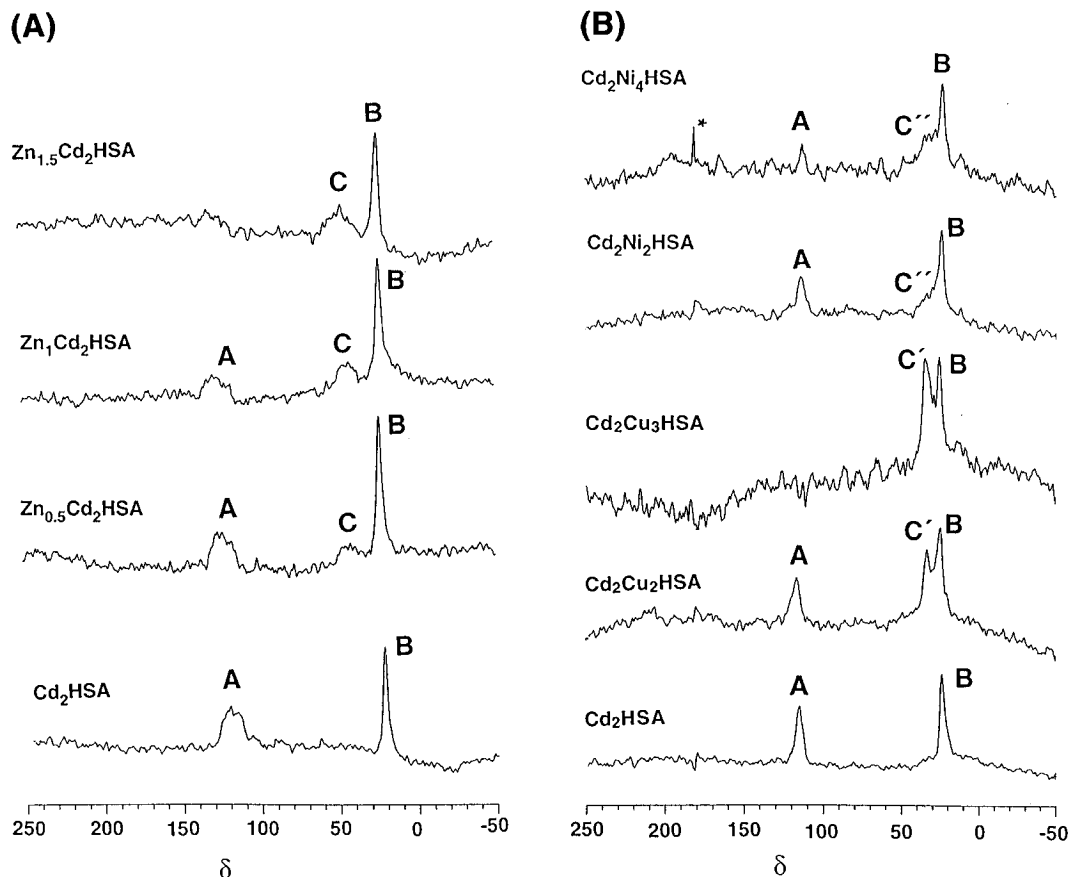 (A)
Zn1.5Cd2HSA
B
C
Zn1Cd2HSA
A
C
B
Zn0.5Cd2HSA
A
C
B
Cd2HSA
A
B
250 200 150 100 50 0 -50
δ
(B)
Cd2Ni4HSA
*
A
C´´
B
Cd2Ni2HSA
A
C´´
B
Cd2Cu3HSA
C´
B
Cd2Cu2HSA
A
C´
B
Cd2HSA
A
B
250 200 150 100 50 0 -50
δ